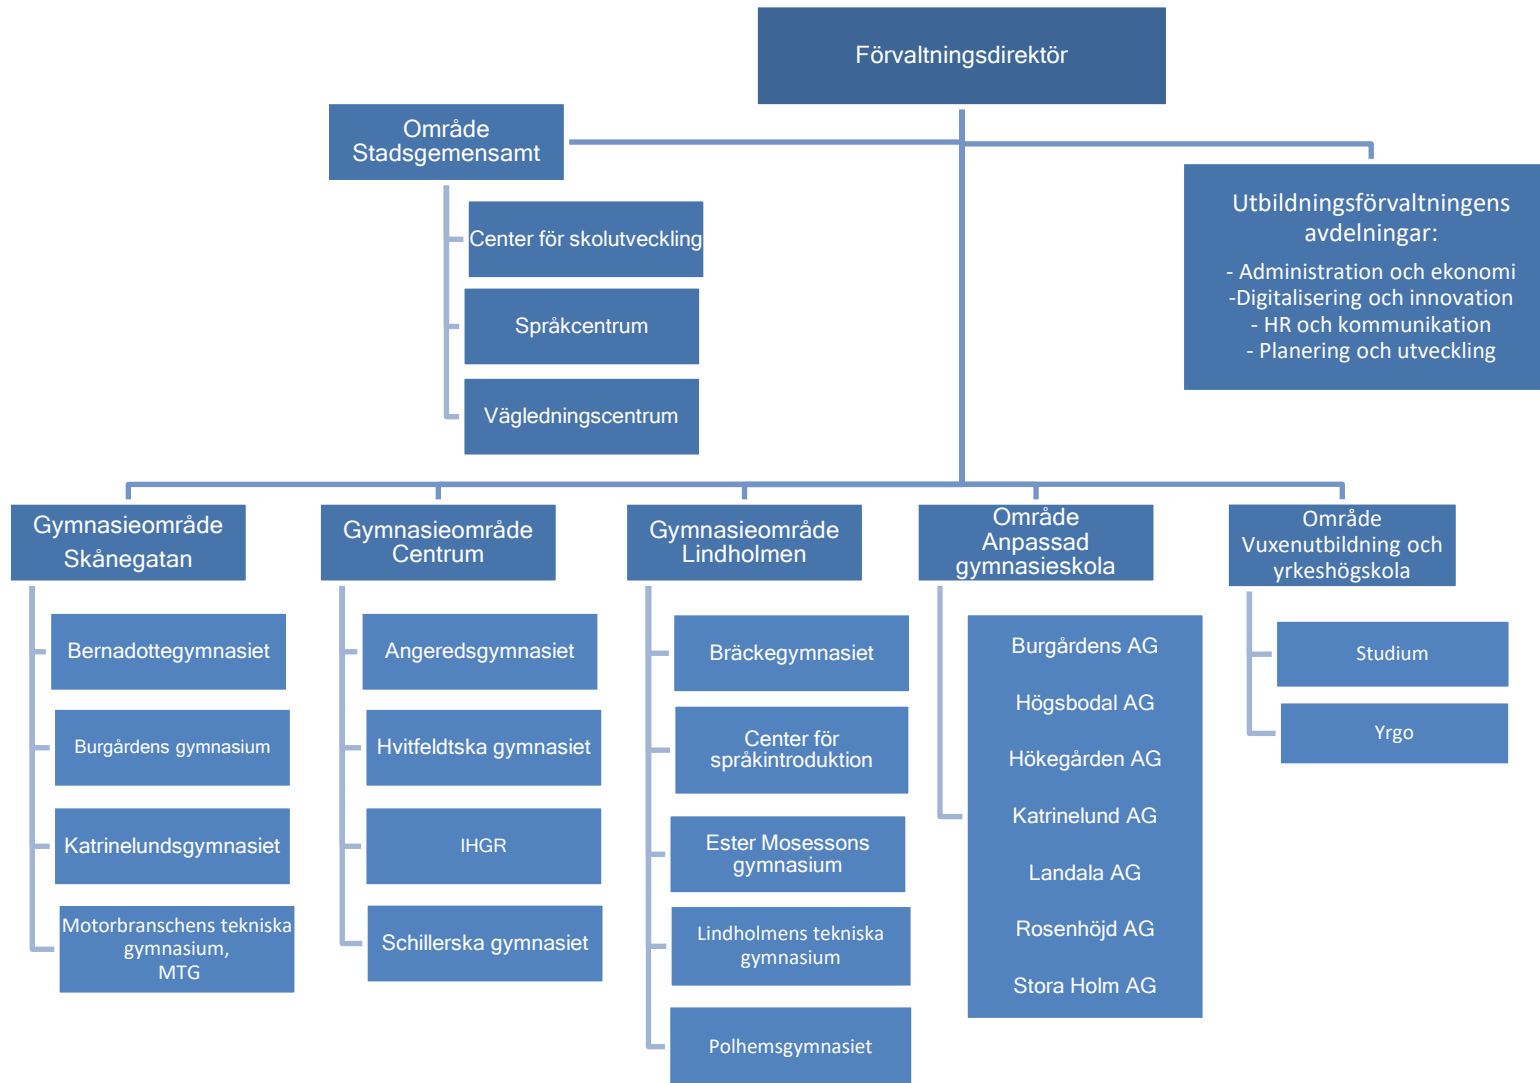 Förvaltningsdirektör
Område
Stadsgemensamt
Center för skolutveckling
Språkcentrum
Vägledningscentrum
Utbildningsförvaltningens
avdelningar:
- Administration och ekonomi
-Digitalisering och innovation
- HR och kommunikation
- Planering och utveckling
Gymnasieområde
Skånegatan
Bernadottegymnasiet
Burgårdens gymnasium
Katrinelundsgymnasiet
Motorbranschens tekniska
gymnasium,
MTG
Gymnasieområde
Centrum
Angeredsgymnasiet
Hvitfeldtska gymnasiet
IHGR
Schillerska gymnasiet
Gymnasieområde
Lindholmen
Bräckegymnasiet
Center för
språkintroduktion
Ester Mosessons
gymnasium
Lindholmens tekniska
gymnasium
Polhemsgymnasiet
Område
Anpassad
gymnasieskola
Burgårdens AG
Högsbodal AG
Hökegården AG
Katrinelund AG
Landala AG
Rosenhöjd AG
Stora Holm AG
Område
Vuxenutbildning och
yrkeshögskola
Studium
Yrgo